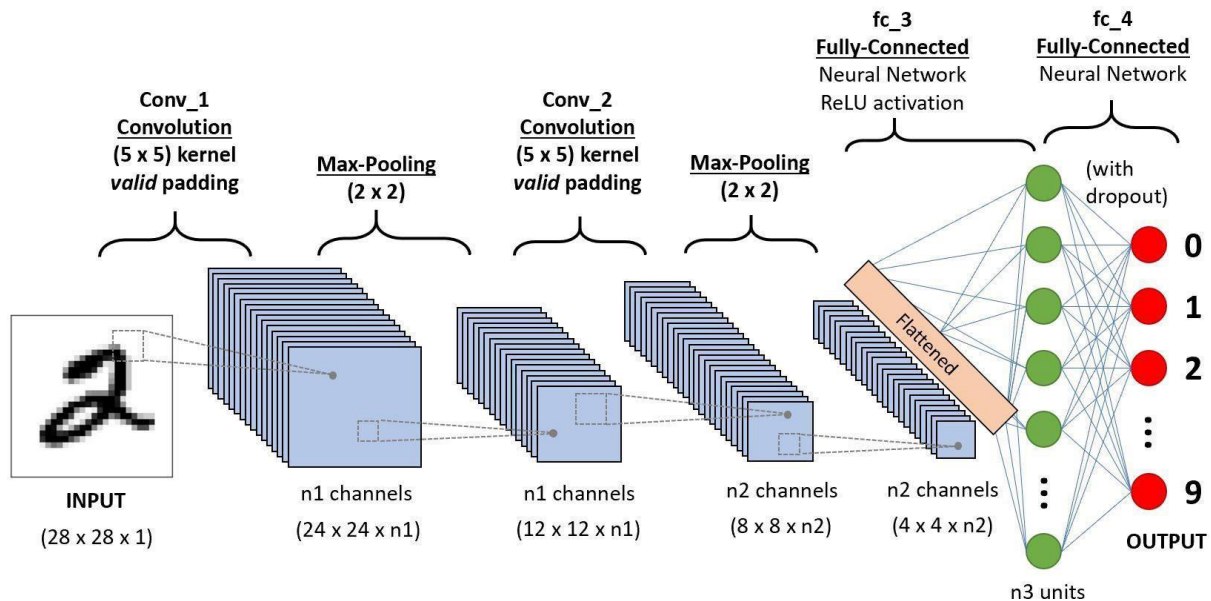 Conv_1
Convolution
(5 x 5) kernel
valid padding
Max-Pooling
(2 x 2)
Conv_2
Convolution
(5 x 5) kernel
valid padding
Max-Pooling
(2 x 2)
fc_3
Fully-Connected
Neural Network
ReLU activation
fc_4
Fully-Connected
Neural Network
(with
dropout)
Flattened
0
1
2
9
OUTPUT
2
INPUT
(28 x 28 x 1)
n1 channels
(24 x 24 x n1)
n1 channels
(12 x 12 x n1)
n2 channels
(8 x 8 x n2)
n2 channels
(4 x 4 x n2)
n3 units